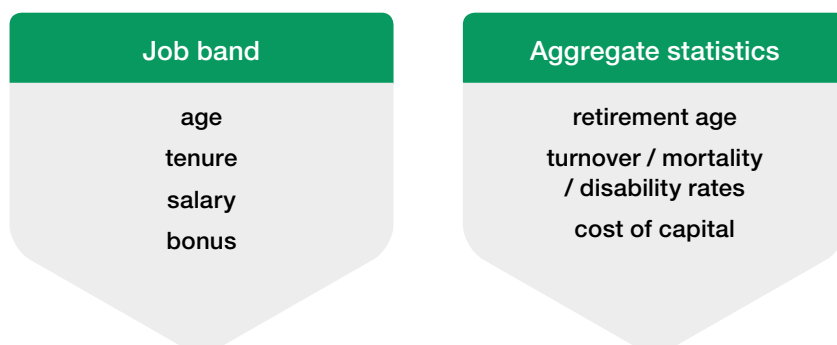 Job band
age
tenure
salary
bonus
Aggregate statistics
retirement age
turnover / mortality
/ disability rates
cost of capital